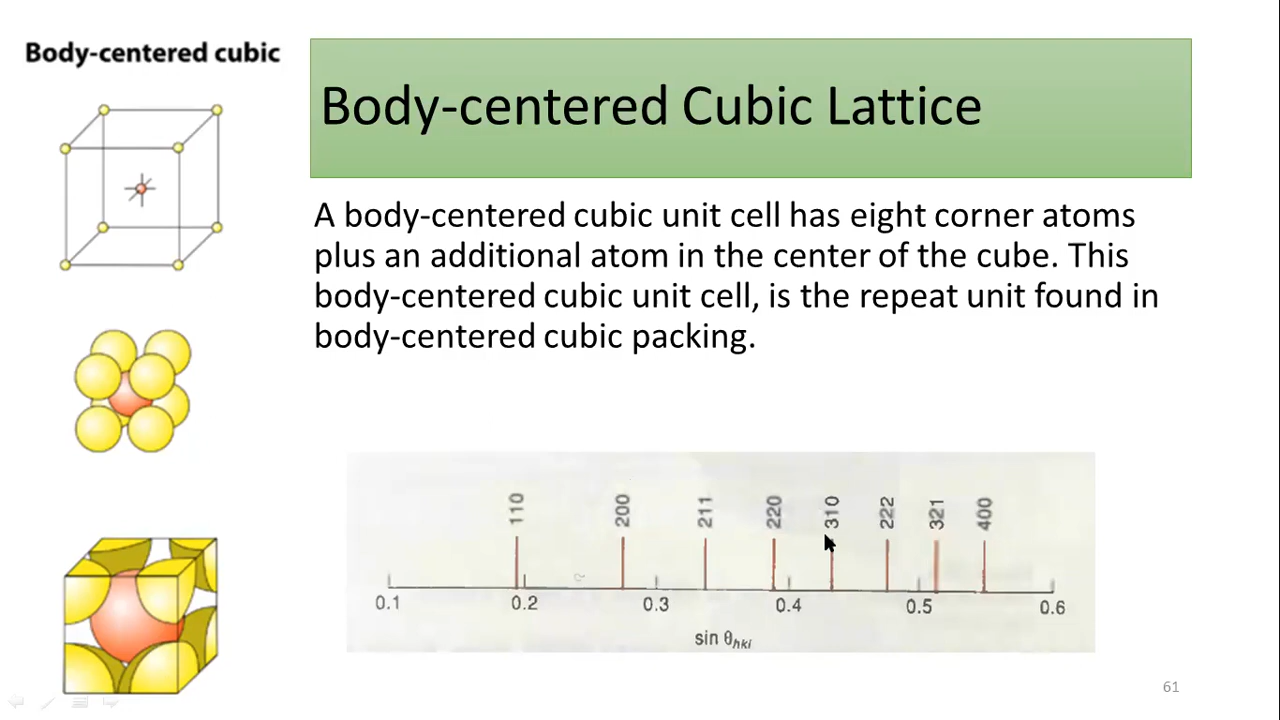 Body-centered cubic
Body-centered Cubic Lattice
A body-centered cubic unit cell has eight corner atoms
plus an additional atom in the center of the cube. This
body-centered cubic unit cell, is the repeat unit found in
body-centered cubic packing.
110 200 211 220 310 222 321 400
0.1 0.2 0.3 0.4 0.5 0.6
sin θhkl
61